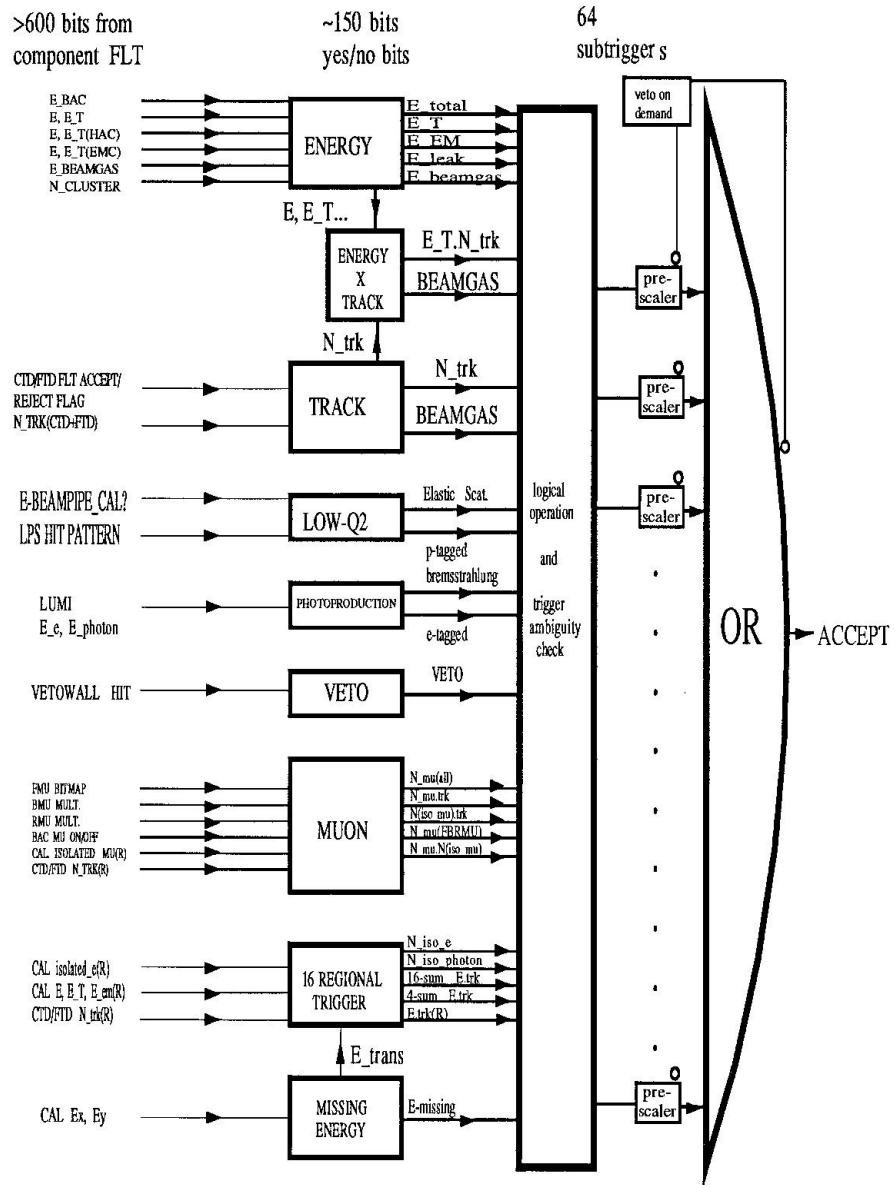 >600 bits from
component FLT
~150 bits
yes/no bits
64
subtrigger s
veto on
demand
E_BAC
E, E_T
E, E_T(HAC)
E, E_T(EMC)
E_BEAMGAS
N_CLUSTER
ENERGY
E_total
E_T
E_EM
E_leak
E_beamgas
E, E_T...
ENERGY
X
TRACK
E_T.N_trk
BEAMGAS
N_trk
pre-
scaler
CTD/FTD FLT ACCEPT/
REJECT FLAG
N_TRK(CTD+FTD)
TRACK
N_trk
BEAMGAS
pre-
scaler
E-BEAMPIPE_CAL?
LPS HIT PATTERN
LOW-Q2
Elastic Scat.
p-tagged
pre-
scaler
logical
operation
and
trigger
ambiguity
check
LUMI
E_e, E_photon
PHOTOPRODUCTION
bremsstrahlung
e-tagged
OR
ACCEPT
VETOWALL HIT
VETO
VETO
FMU BITMAP
BMU MULT.
RMU MULT.
BAC MU ON/OFF
CAL ISOLATED MU(R)
CTD/FTD N_TRK(R)
MUON
N_mu(all)
N_mu.trk
N(iso mu).trk
N_mu(FBRMU)
N_mu.N(iso mu)
CAL isolated_e(R)
CAL E, E_T, E_em(R)
CTD/FTD N_trk(R)
16 REGIONAL
TRIGGER
N_iso_e
N_iso_photon
16-sum E.trk
4-sum E.trk
E.trk(R)
E_trans
CAL Ex, Ey
MISSING
ENERGY
E-missing
pre-
scaler